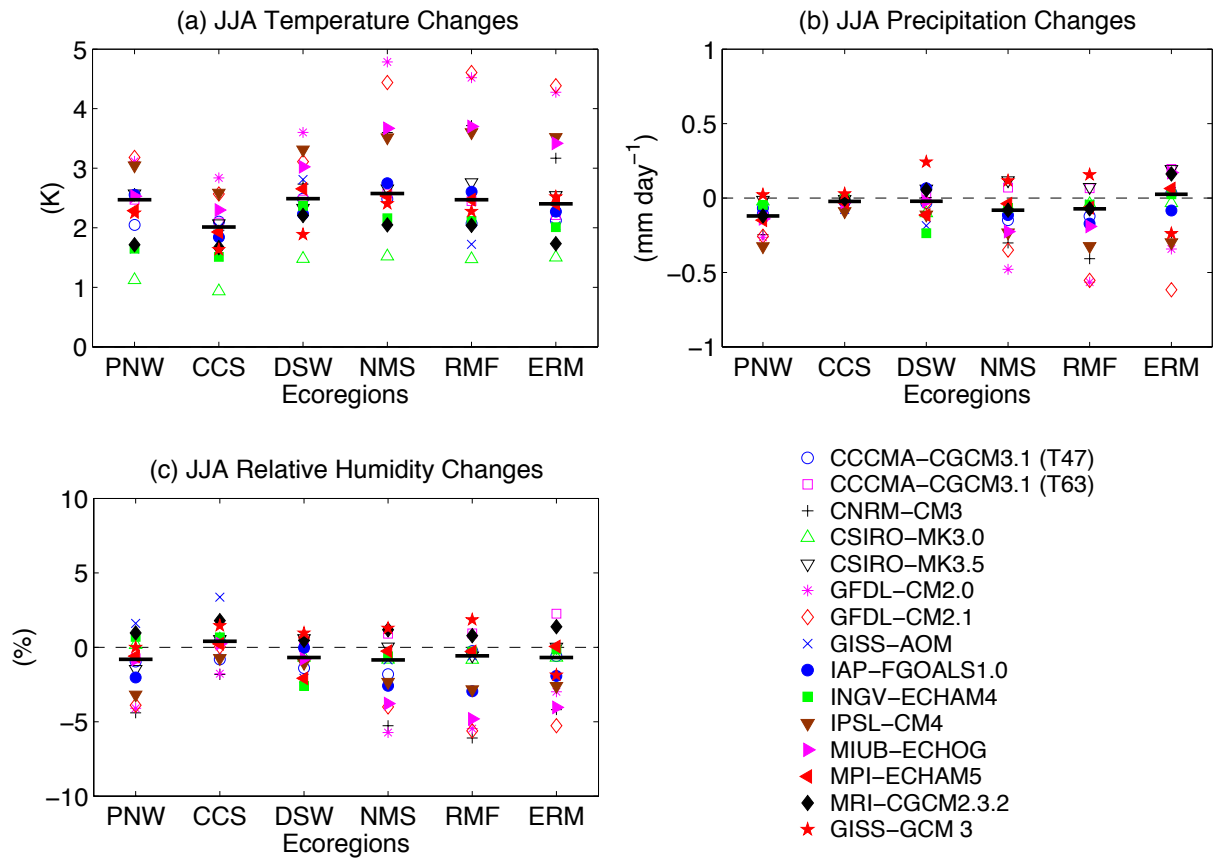 (a) JJA Temperature Changes
5
4
3
2
1
0
(K)
PNW CCS DSW NMS RMF ERM
Ecoregions
(b) JJA Precipitation Changes
1
0.5
0
−0.5
−1
(mm day−1)
PNW CCS DSW NMS RMF ERM
Ecoregions
(c) JJA Relative Humidity Changes
10
5
0
−5
−10
(%)
PNW CCS DSW NMS RMF ERM
Ecoregions
CCCMA−CGCM3.1 (T47)
CCCMA−CGCM3.1 (T63)
CNRM−CM3
CSIRO−MK3.0
CSIRO−MK3.5
GFDL−CM2.0
GFDL−CM2.1
GISS−AOM
IAP−FGOALS1.0
INGV−ECHAM4
IPSL−CM4
MIUB−ECHOG
MPI−ECHAM5
MRI−CGCM2.3.2
GISS−GCM 3